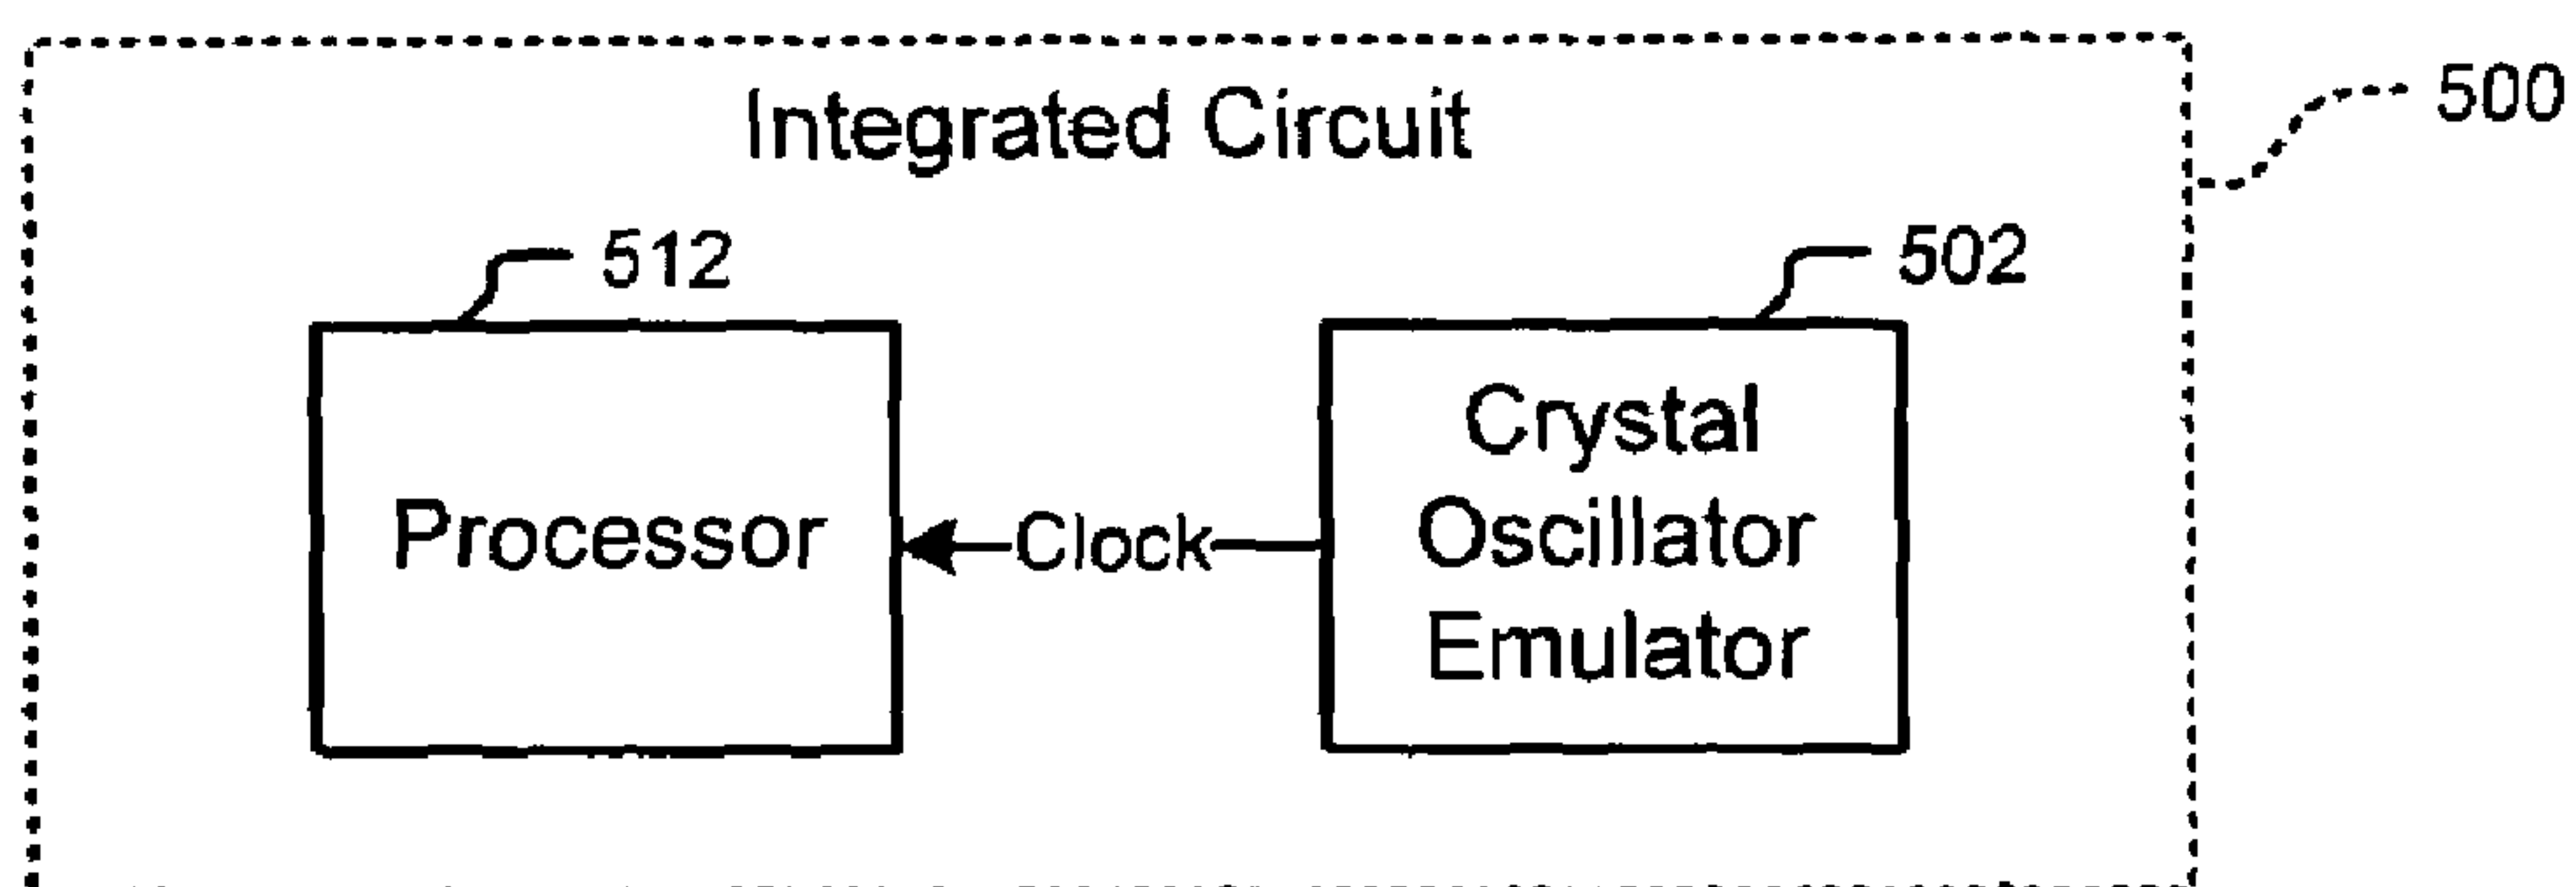 Integrated Circuit
500
512
502
Processor
Clock
Crystal
Oscillator
Emulator